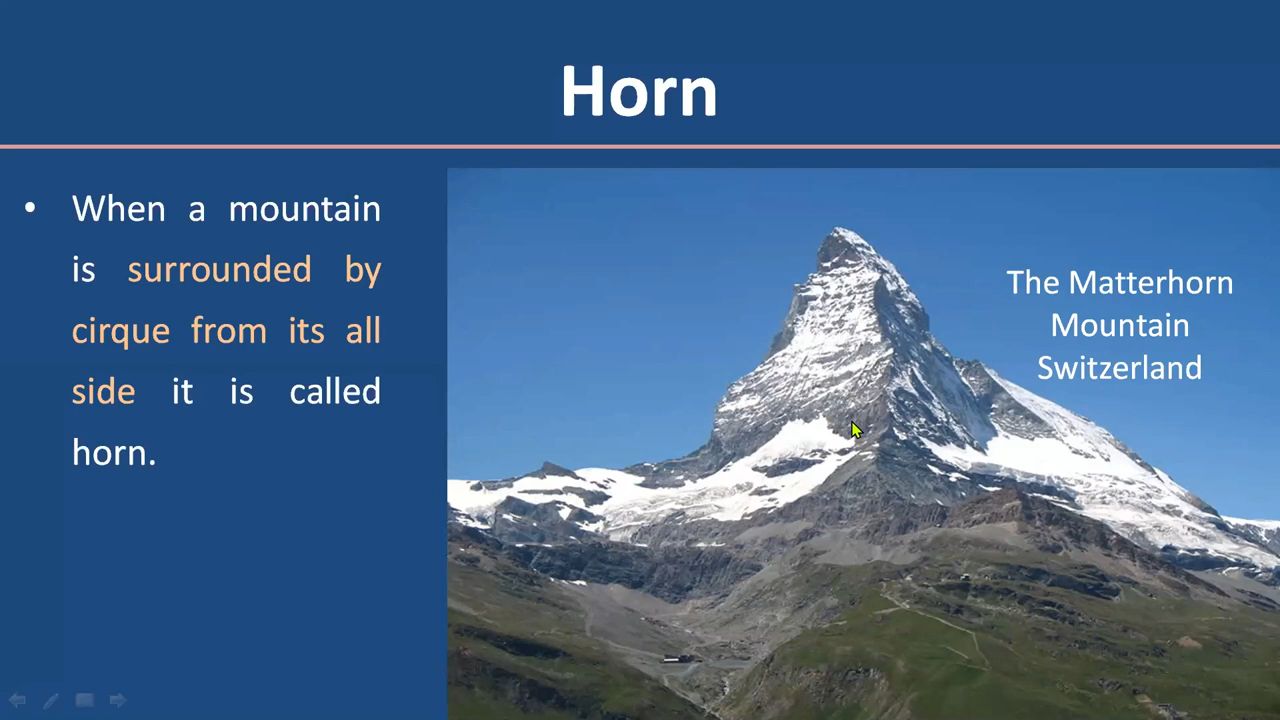 Horn
• When a mountain
is surrounded by
cirque from its all
side it is called
horn.
The Matterhorn
Mountain
Switzerland